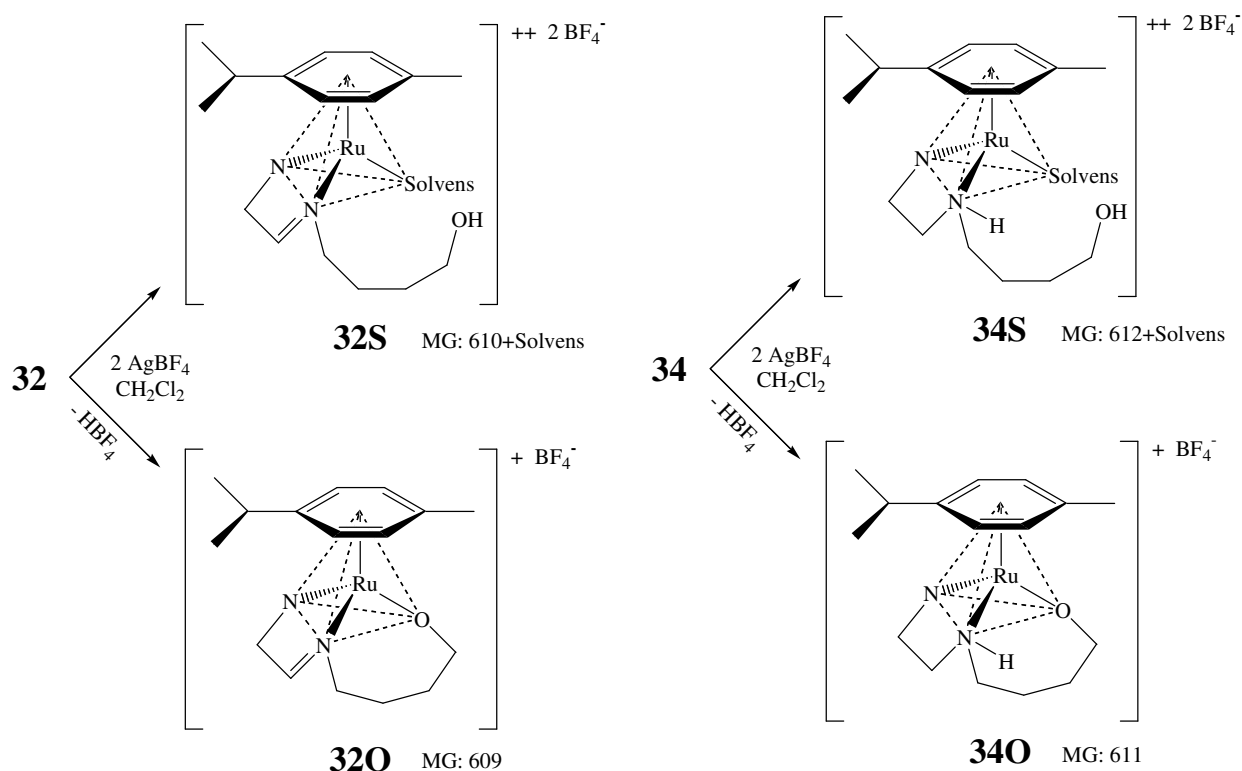 ++ 2 BF4-
Ru
N
N
Solvens
OH
32S MG: 610+Solvens
++ 2 BF4-
Ru
N
N
H
Solvens
OH
34S MG: 612+Solvens
32
2 AgBF4
CH2Cl2
- HBF4
34
2 AgBF4
CH2Cl2
- HBF4
+ BF4-
Ru
N
N
O
32O MG: 609
+ BF4-
Ru
N
N
H
O
34O MG: 611